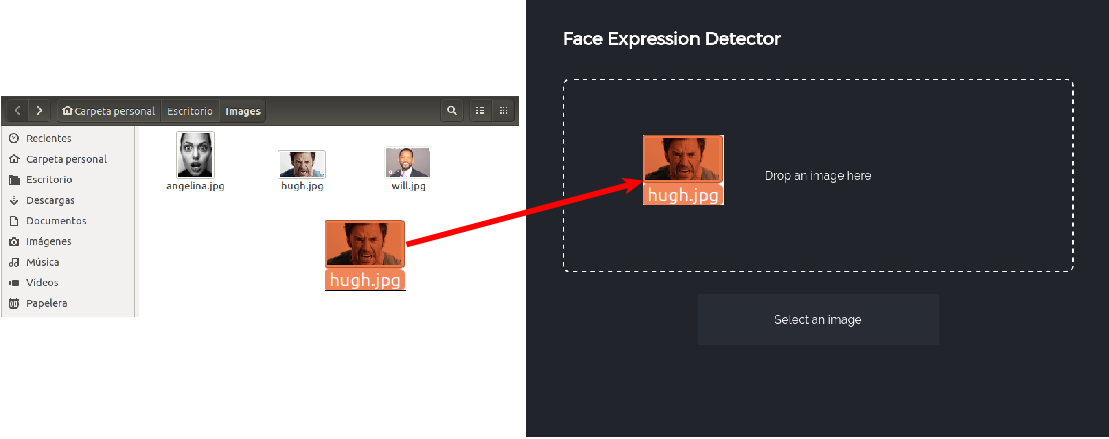 Carpeta personal
Escritorio
Images
Recientes
Carpeta personal
Escritorio
Descargas
Documentos
Imágenes
Música
Vídeos
Papelera
angelina.jpg
hugh.jpg
will.jpg
hugh.jpg
Face Expression Detector
hugh.jpg
Drop an image here
Select an image